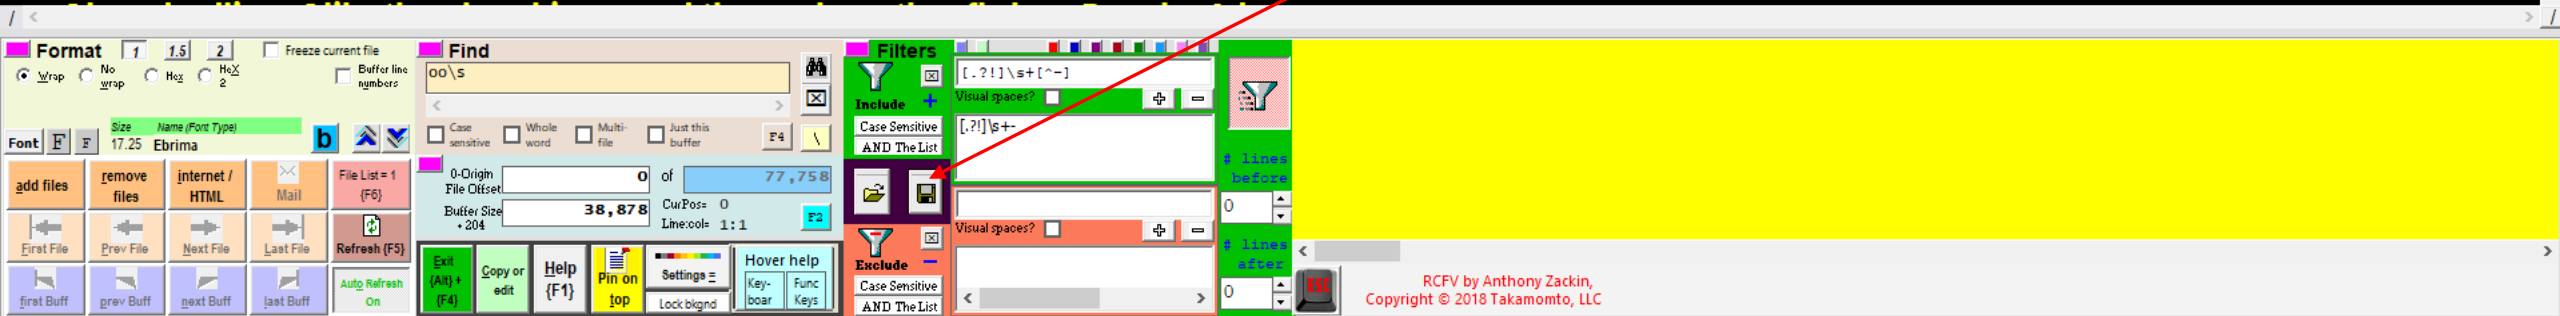 / <
> /
Format 1 1.5 2 Freeze current file
Wrap No wrap Hex HeX 2 Buffer line numbers
Size Name (Font Type)
Font F F 17.25 Ebrima b
add files remove files internet / HTML Mail File List = 1 {F6}
First File Prev File Next File Last File Refresh {F5}
first Buff prev Buff next Buff last Buff Auto Refresh On
Find
oo\s
< >
Case sensitive Whole word Multi-file Just this buffer F4 \
0-Origin File Offset 0 of 77,758
Buffer Size + 204 38,878 CurPos= 0 Line:col= 1:1 F2
Exit {Alt} + {F4} Copy or edit Help {F1} Pin on top Settings = Lock bkgnd
Hover help
Key-boar Func Keys
Filters
Include +
Case Sensitive
AND The List
[.?!]\s+[^-]
Visual spaces? + -
[.?!]\s+-
Exclude -
Case Sensitive
AND The List
Visual spaces? + -
< >
# lines before
0
# lines after
0
< >
ESC
RCFV by Anthony Zackin,
Copyright © 2018 Takamomto, LLC